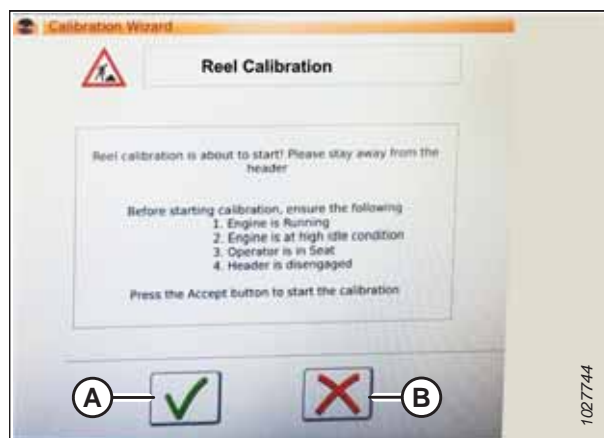 Calibration Wizard
Reel Calibration
Reel calibration is about to start! Please stay away from the
header
Before starting calibration, ensure the following
1. Engine is Running
2. Engine is at high idle condition
3. Operator is in Seat
4. Header is disengaged
Press the Accept button to start the calibration
A
B
1027744